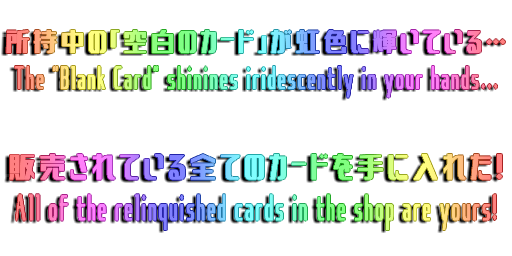 所持中の「空白のカード」が虹色に輝いている…
The "Blank Card" shinines iridescently in your hands...
販売されている全てのカードを手に入れた!
All of the relinquished cards in the shop are yours!